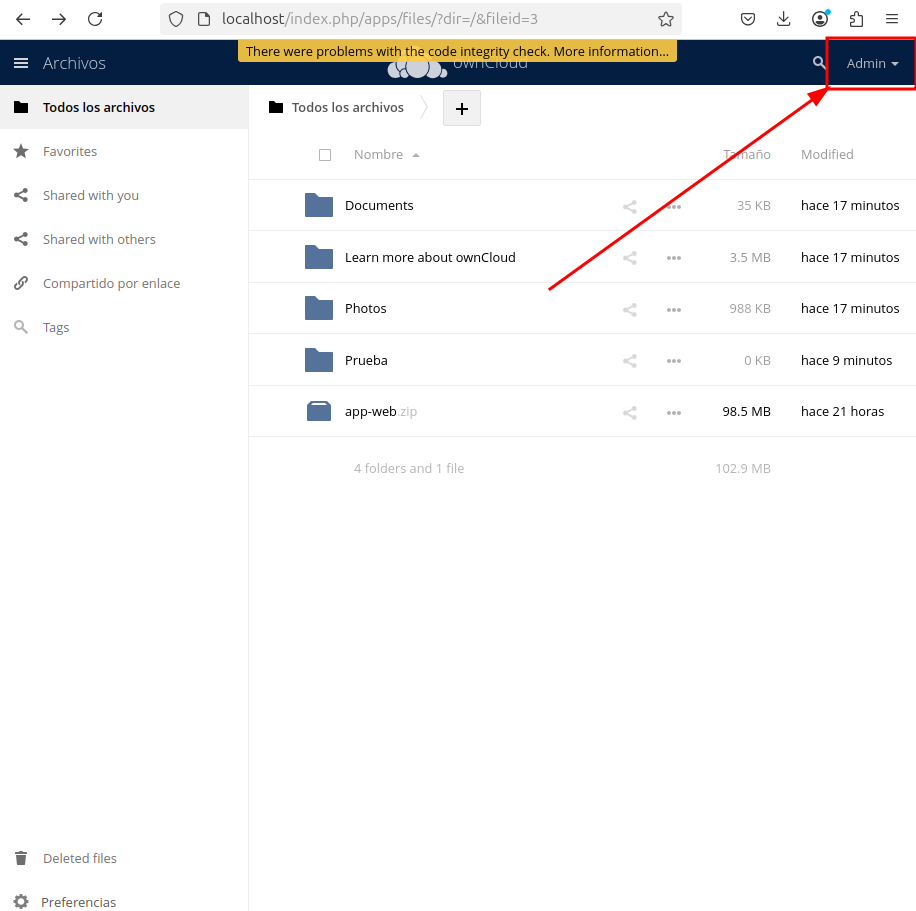 localhost/index.php/apps/files/?dir=/&fileid=3
There were problems with the code integrity check. More information...
Archivos
ownCloud
Admin
Todos los archivos
Todos los archivos
+
Favorites
Nombre
Tamaño
Modified
Shared with you
Documents
35 KB
hace 17 minutos
Shared with others
Learn more about ownCloud
3.5 MB
hace 17 minutos
Compartido por enlace
Photos
988 KB
hace 17 minutos
Tags
Prueba
0 KB
hace 9 minutos
app-web.zip
98.5 MB
hace 21 horas
4 folders and 1 file
102.9 MB
Deleted files
Preferencias